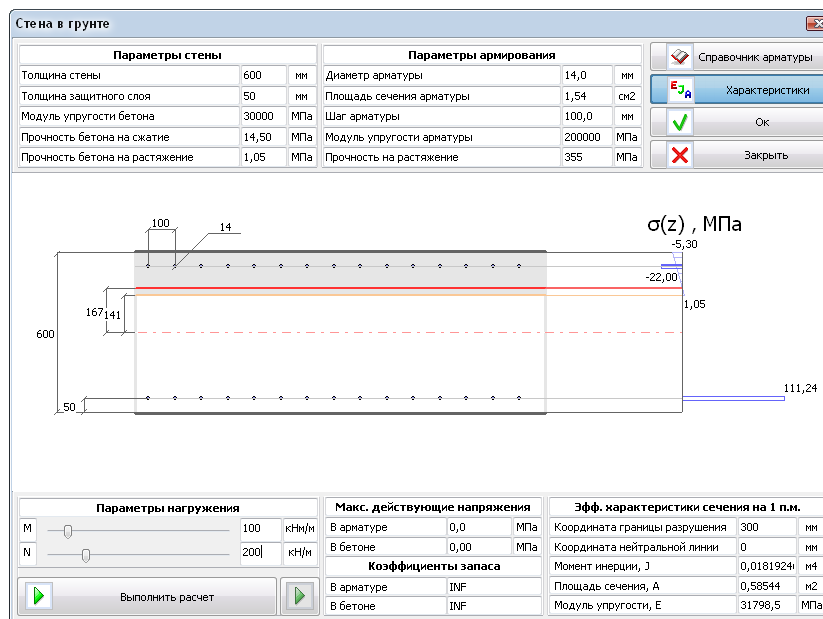 Стена в грунте
Параметры стены
Толщина стены 600 мм
Толщина защитного слоя 50 мм
Модуль упругости бетона 30000 МПа
Прочность бетона на сжатие 14,50 МПа
Прочность бетона на растяжение 1,05 МПа
Параметры армирования
Диаметр арматуры 14,0 мм
Площадь сечения арматуры 1,54 см2
Шаг арматуры 100,0 мм
Модуль упругости арматуры 200000 МПа
Прочность на растяжение 355 МПа
Справочник арматуры
EJA Характеристики
Ок
Закрыть
100
14
σ(z) , МПа
-5,30
-22,00
1,05
167
141
600
50
111,24
Параметры нагружения
M 100 кНм/м
N 200 кН/м
Выполнить расчет
Макс. действующие напряжения
В арматуре 0,0 МПа
В бетоне 0,00 МПа
Коэффициенты запаса
В арматуре INF
В бетоне INF
Эфф. характеристики сечения на 1 п.м.
Координата границы разрушения 300 мм
Координата нейтральной линии 0 мм
Момент инерции, J 0,0181924 м4
Площадь сечения, A 0,58544 м2
Модуль упругости, E 31798,5 МПа